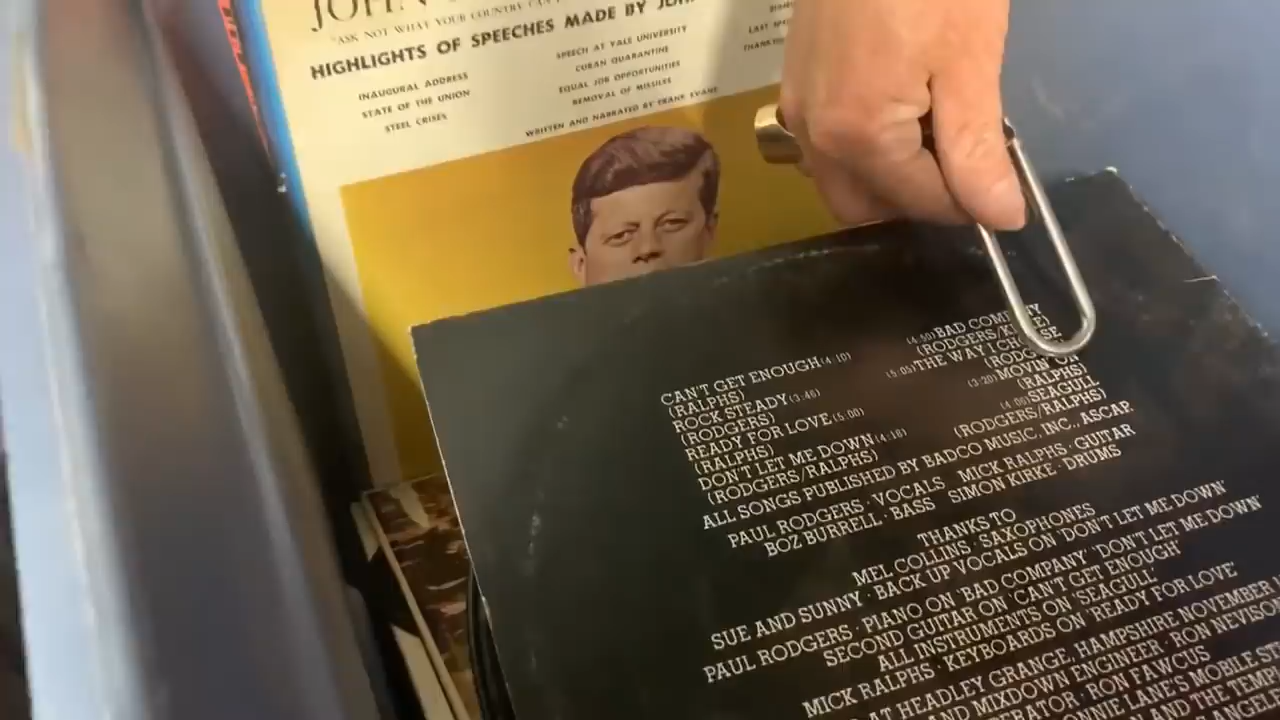 JOHN
"ASK NOT WHAT YOUR COUNTRY CAN
HIGHLIGHTS OF SPEECHES MADE BY
INAUGURAL ADDRESS
STATE OF THE UNION
STEEL CRISES
SPEECH AT YALE UNIVERSITY
CUBAN QUARANTINE
EQUAL JOB OPPORTUNITIES
REMOVAL OF MISSILES
LAST
WRITTEN AND NARRATED BY FRANK EVANS
CAN'T GET ENOUGH (4:10)
(RALPHS)
ROCK STEADY (3:46)
(RODGERS)
READY FOR LOVE (5:00)
(RALPHS)
DON'T LET ME DOWN (4:18)
(RODGERS/RALPHS)
(4:50) BAD
(RODGERS/
(5:05) THE WAY I
(3:20) MOVIN'
(RALPHS)
(4:00) SEAGULL
(RODGERS/RALPHS)
ALL SONGS PUBLISHED BY BADCO MUSIC, INC., ASCAP.
PAUL RODGERS · VOCALS MICK RALPHS · GUITAR
BOZ BURRELL · BASS SIMON KIRKE · DRUMS
THANKS TO
MEL COLLINS · SAXOPHONES
SUE AND SUNNY · BACK UP VOCALS ON 'DON'T LET ME DOWN'
PAUL RODGERS · PIANO ON 'BAD COMPANY' 'DON'T LET ME DOWN'
SECOND GUITAR ON 'CAN'T GET ENOUGH'
ALL INSTRUMENTS ON 'SEAGULL'
MICK RALPHS · KEYBOARDS ON 'READY FOR LOVE'
AT HEADLEY GRANGE, HAMPSHIRE NOVEMBER
AND MIXDOWN ENGINEER · RON
RON FAWCUS
LANE'S MOBILE
AND THE